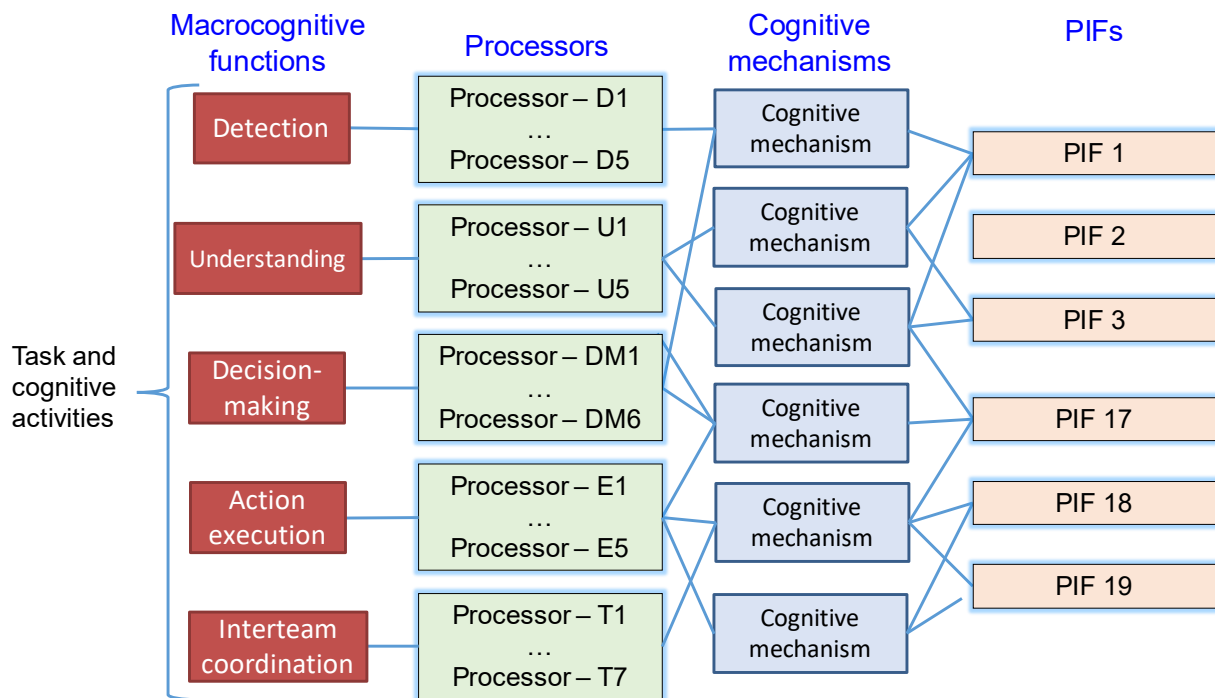 Macrocognitive
functions
Processors
Cognitive
mechanisms
PIFs
Task and
cognitive
activities
Detection
Understanding
Decision-
making
Action
execution
Interteam
coordination
Processor – D1
…
Processor – D5
Processor – U1
…
Processor – U5
Processor – DM1
…
Processor – DM6
Processor – E1
…
Processor – E5
Processor – T1
…
Processor – T7
Cognitive
mechanism
Cognitive
mechanism
Cognitive
mechanism
Cognitive
mechanism
Cognitive
mechanism
Cognitive
mechanism
PIF 1
PIF 2
PIF 3
PIF 17
PIF 18
PIF 19